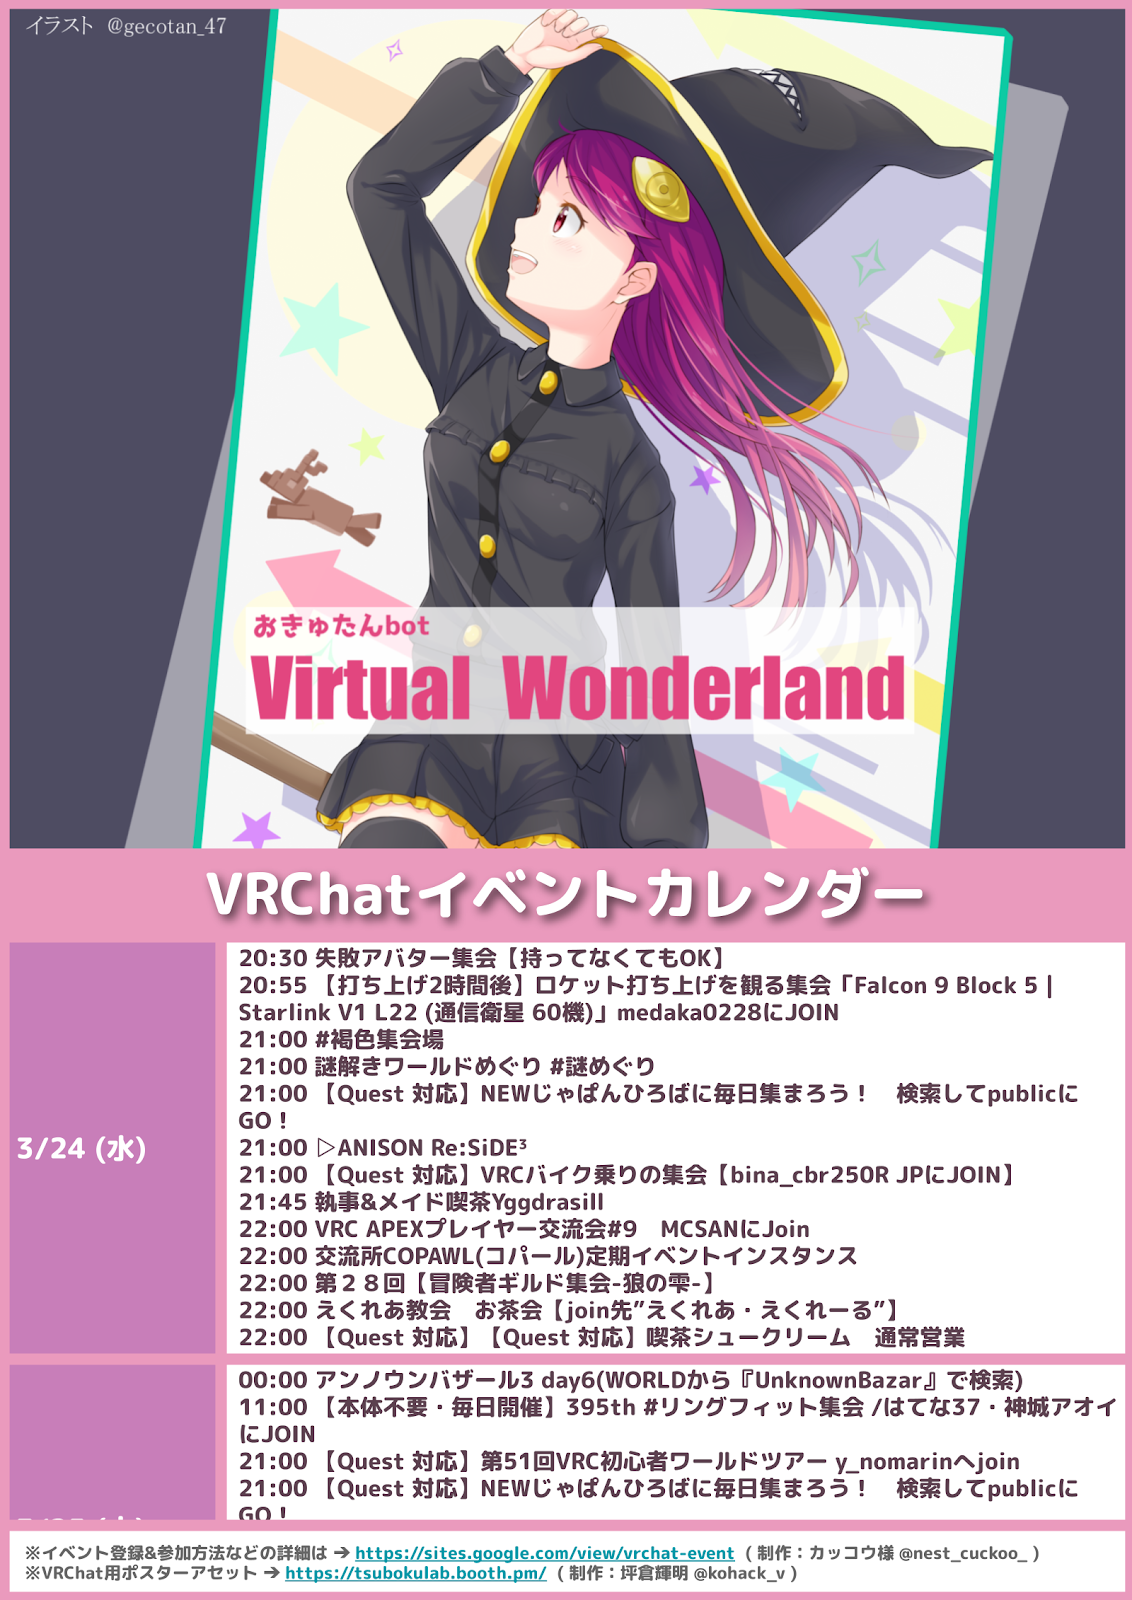 イラスト @gecotan_47
おきゅたんbot
Virtual Wonderland
VRChatイベントカレンダー
3/24 (水)
20:30 失敗アバター集会【持ってなくてもOK】
20:55 【打ち上げ2時間後】ロケット打ち上げを観る集会「Falcon 9 Block 5 |
Starlink V1 L22 (通信衛星 60機)」medaka0228にJOIN
21:00 #褐色集会場
21:00 謎解きワールドめぐり #謎めぐり
21:00 【Quest 対応】NEWじゃぱんひろばに毎日集まろう！　検索してpublicに
GO！
21:00 ▷ANISON Re:SiDE³
21:00 【Quest 対応】VRCバイク乗りの集会【bina_cbr250R JPにJOIN】
21:45 執事&メイド喫茶Yggdrasill
22:00 VRC APEXプレイヤー交流会#9　MCSANにJoin
22:00 交流所COPAWL(コパール)定期イベントインスタンス
22:00 第２８回【冒険者ギルド集会-狼の雫-】
22:00 えくれあ教会　お茶会【join先”えくれあ・えくれーる”】
22:00 【Quest 対応】【Quest 対応】喫茶シュークリーム　通常営業
00:00 アンノウンバザール3 day6(WORLDから『UnknownBazar』で検索)
11:00 【本体不要・毎日開催】395th #リングフィット集会 /はてな37・神城アオイ
にJOIN
21:00 【Quest 対応】第51回VRC初心者ワールドツアー y_nomarinへjoin
21:00 【Quest 対応】NEWじゃぱんひろばに毎日集まろう！　検索してpublicに
GO！
※イベント登録&参加方法などの詳細は ➔ https://sites.google.com/view/vrchat-event ( 制作：カッコウ様 @nest_cuckoo_ )
※VRChat用ポスターアセット ➔ https://tsubokulab.booth.pm/ ( 制作：坪倉輝明 @kohack_v )